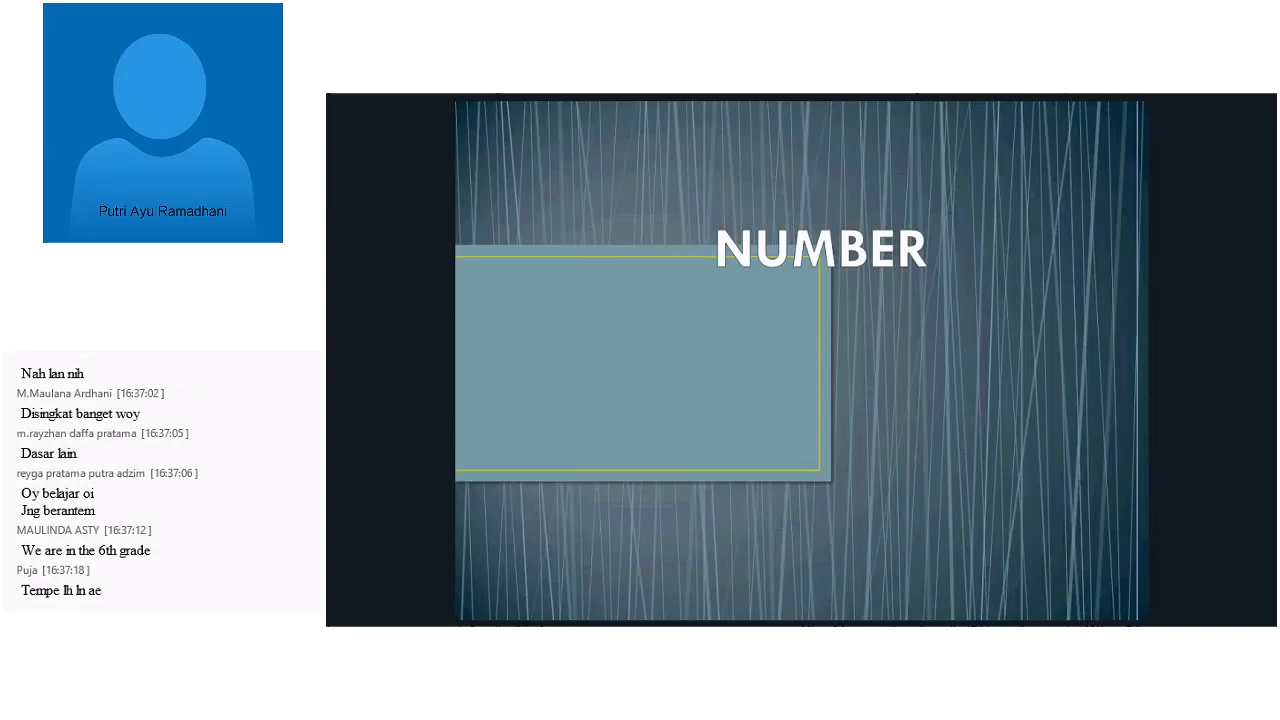 Putri Ayu Ramadhani
NUMBER
Nah lan nih
M.Maulana Ardhani [16:37:02]
Disingkat banget woy
m.rayzhan daffa pratama [16:37:05]
Dasar lain
reyga pratama putra adzim [16:37:06]
Oy belajar oi
Jng berantem
MAULINDA ASTY [16:37:12]
We are in the 6th grade
Puja [16:37:18]
Tempe lh ln ae